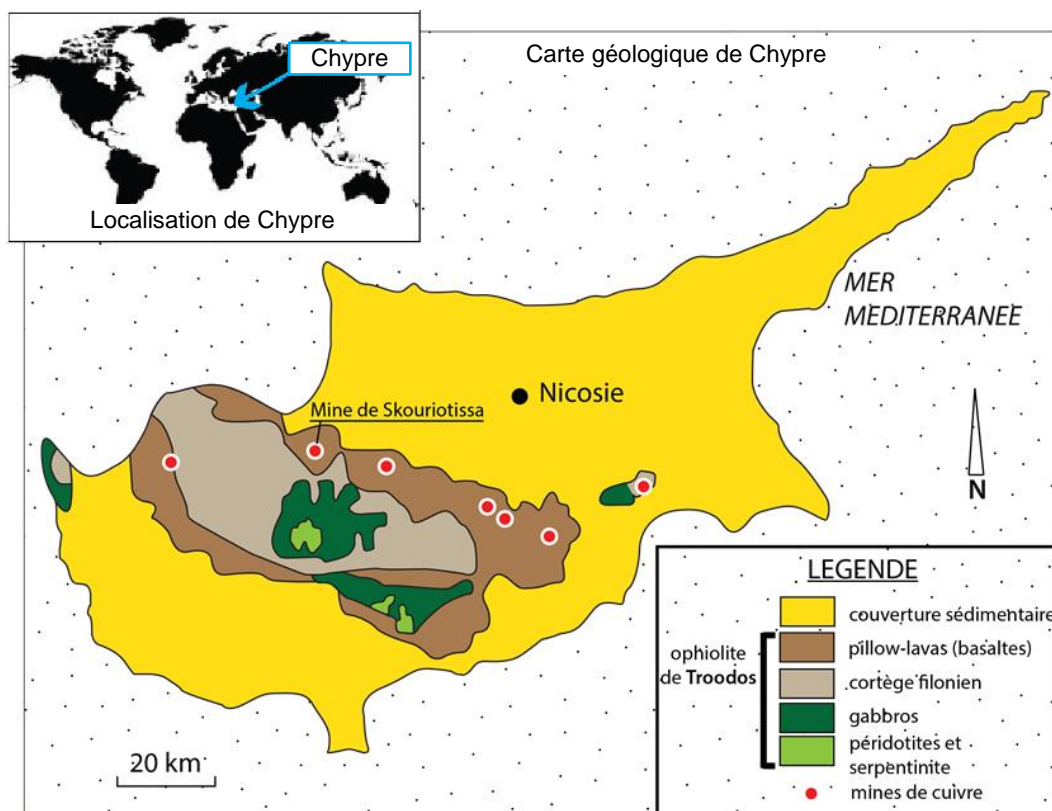 Chypre
Localisation de Chypre
Carte géologique de Chypre
MER
MEDITERRANEE
Nicosie
Mine de Skouriotissa
N
20 km
LEGENDE
couverture sédimentaire
ophiolite
de Troodos
pillow-lavas (basaltes)
cortège filonien
gabbros
péridotites et
serpentinite
mines de cuivre